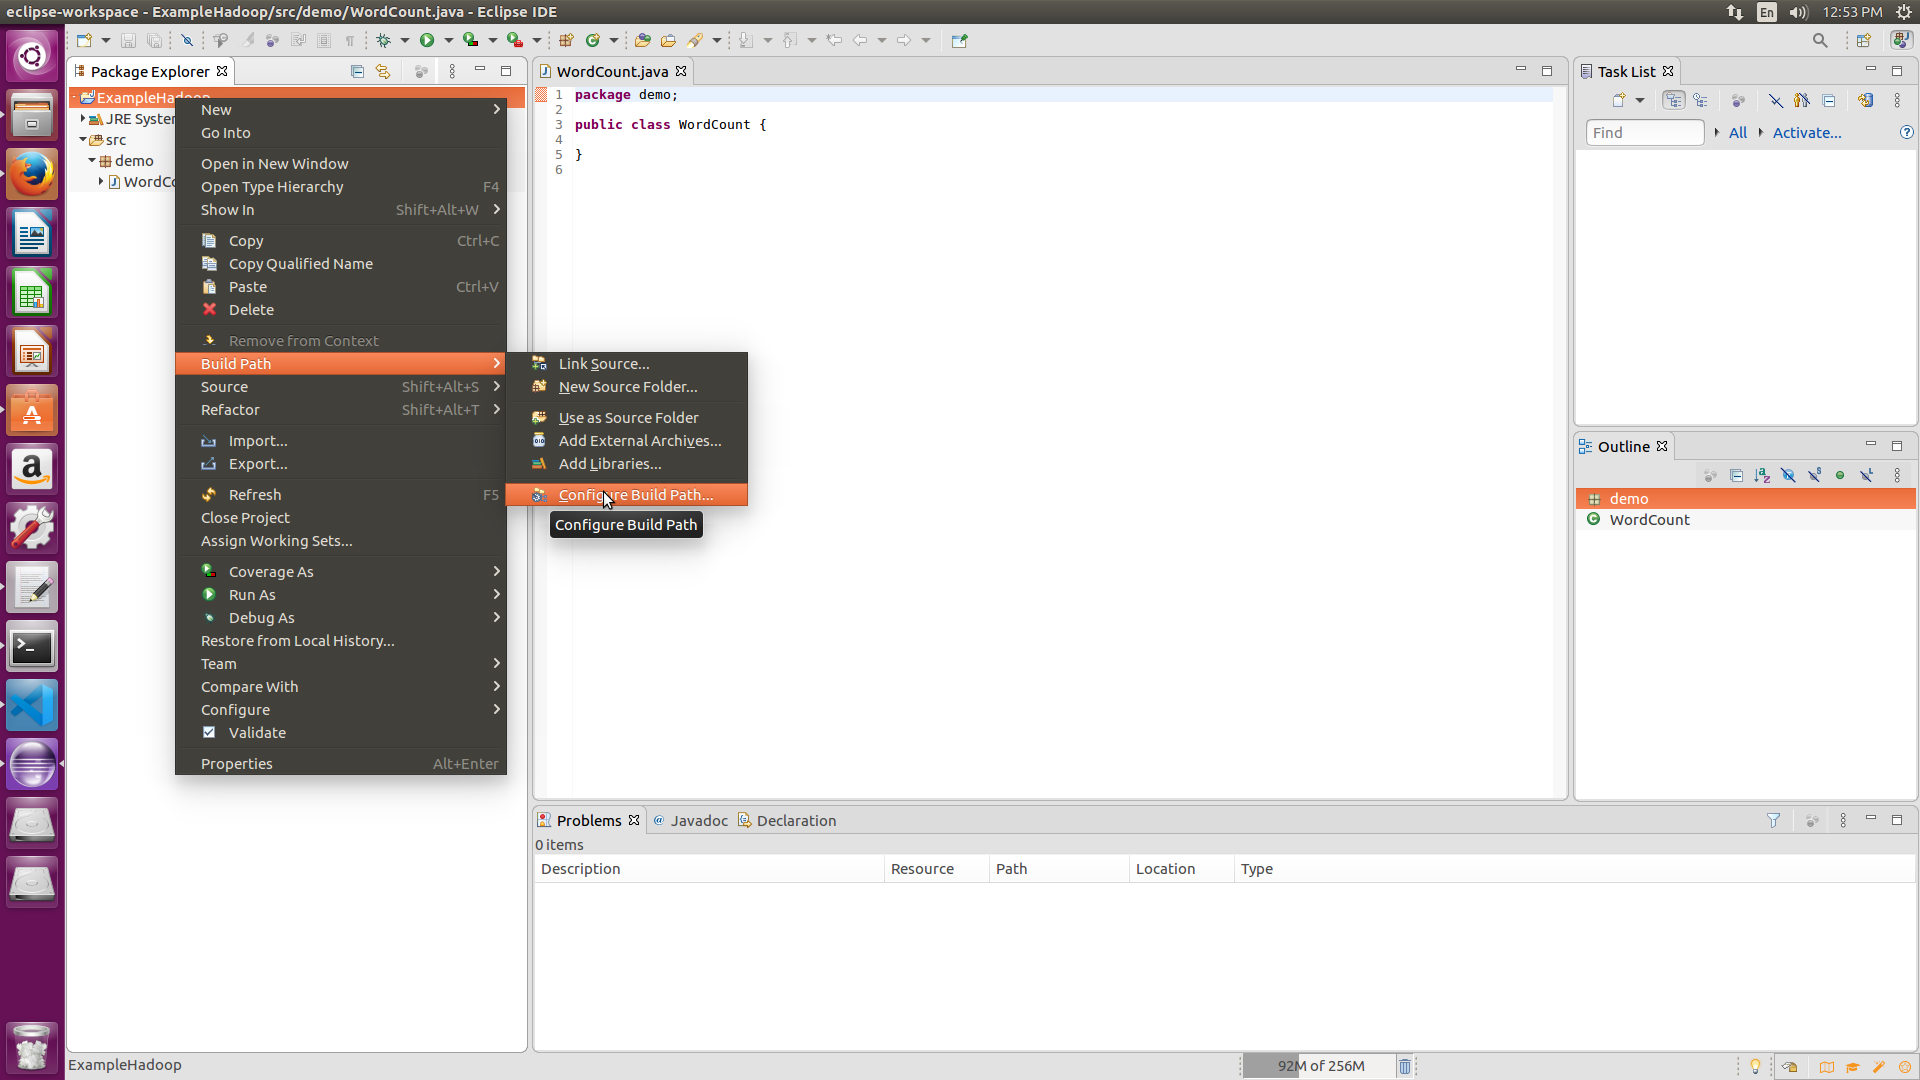 eclipse-workspace - ExampleHadoop/src/demo/WordCount.java - Eclipse IDE
En
12:53 PM
Package Explorer
ExampleHadoop
JRE System
src
demo
WordCo
New
Go Into
Open in New Window
Open Type Hierarchy F4
Show In Shift+Alt+W
Copy Ctrl+C
Copy Qualified Name
Paste Ctrl+V
Delete
Remove from Context
Build Path
Source Shift+Alt+S
Refactor Shift+Alt+T
Import...
Export...
Refresh F5
Close Project
Assign Working Sets...
Coverage As
Run As
Debug As
Restore from Local History...
Team
Compare With
Configure
Validate
Properties Alt+Enter
Link Source...
New Source Folder...
Use as Source Folder
Add External Archives...
Add Libraries...
Configure Build Path...
Configure Build Path
WordCount.java
1 package demo;
2
3 public class WordCount {
4
5 }
6
Task List
Find
All
Activate...
Outline
demo
WordCount
Problems
@ Javadoc
Declaration
0 items
Description Resource Path Location Type
ExampleHadoop
92M of 256M